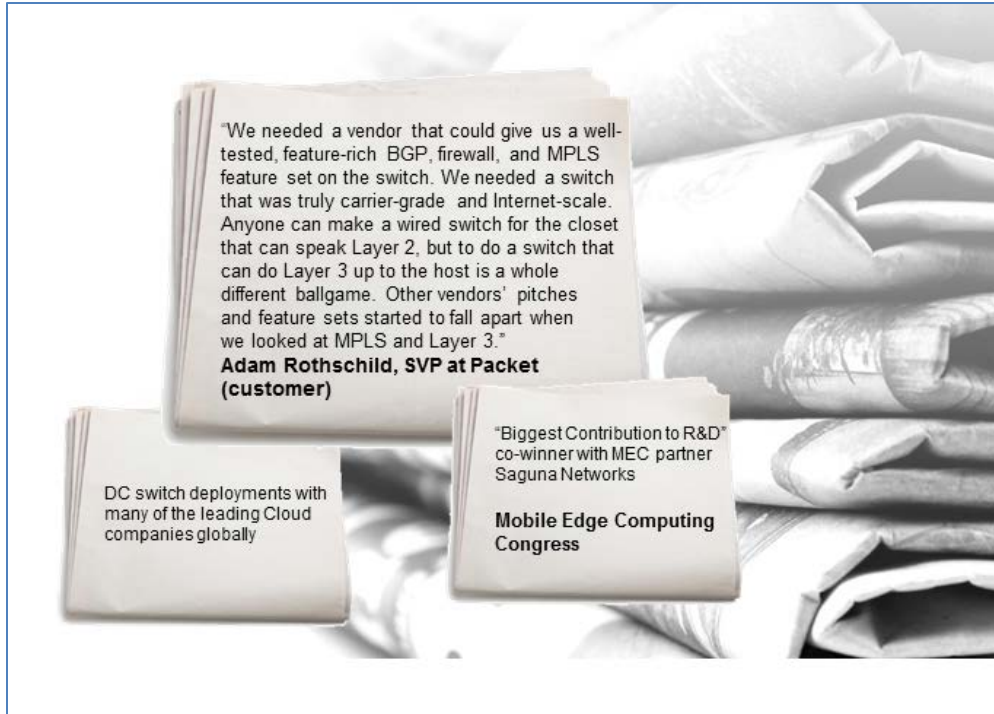 “We needed a vendor that could give us a well-
tested, feature-rich BGP, firewall, and MPLS
feature set on the switch. We needed a switch
that was truly carrier-grade and Internet-scale.
Anyone can make a wired switch for the closet
that can speak Layer 2, but to do a switch that
can do Layer 3 up to the host is a whole
different ballgame. Other vendors’ pitches
and feature sets started to fall apart when
we looked at MPLS and Layer 3.”
Adam Rothschild, SVP at Packet
(customer)
DC switch deployments with
many of the leading Cloud
companies globally
“Biggest Contribution to R&D”
co-winner with MEC partner
Saguna Networks
Mobile Edge Computing
Congress